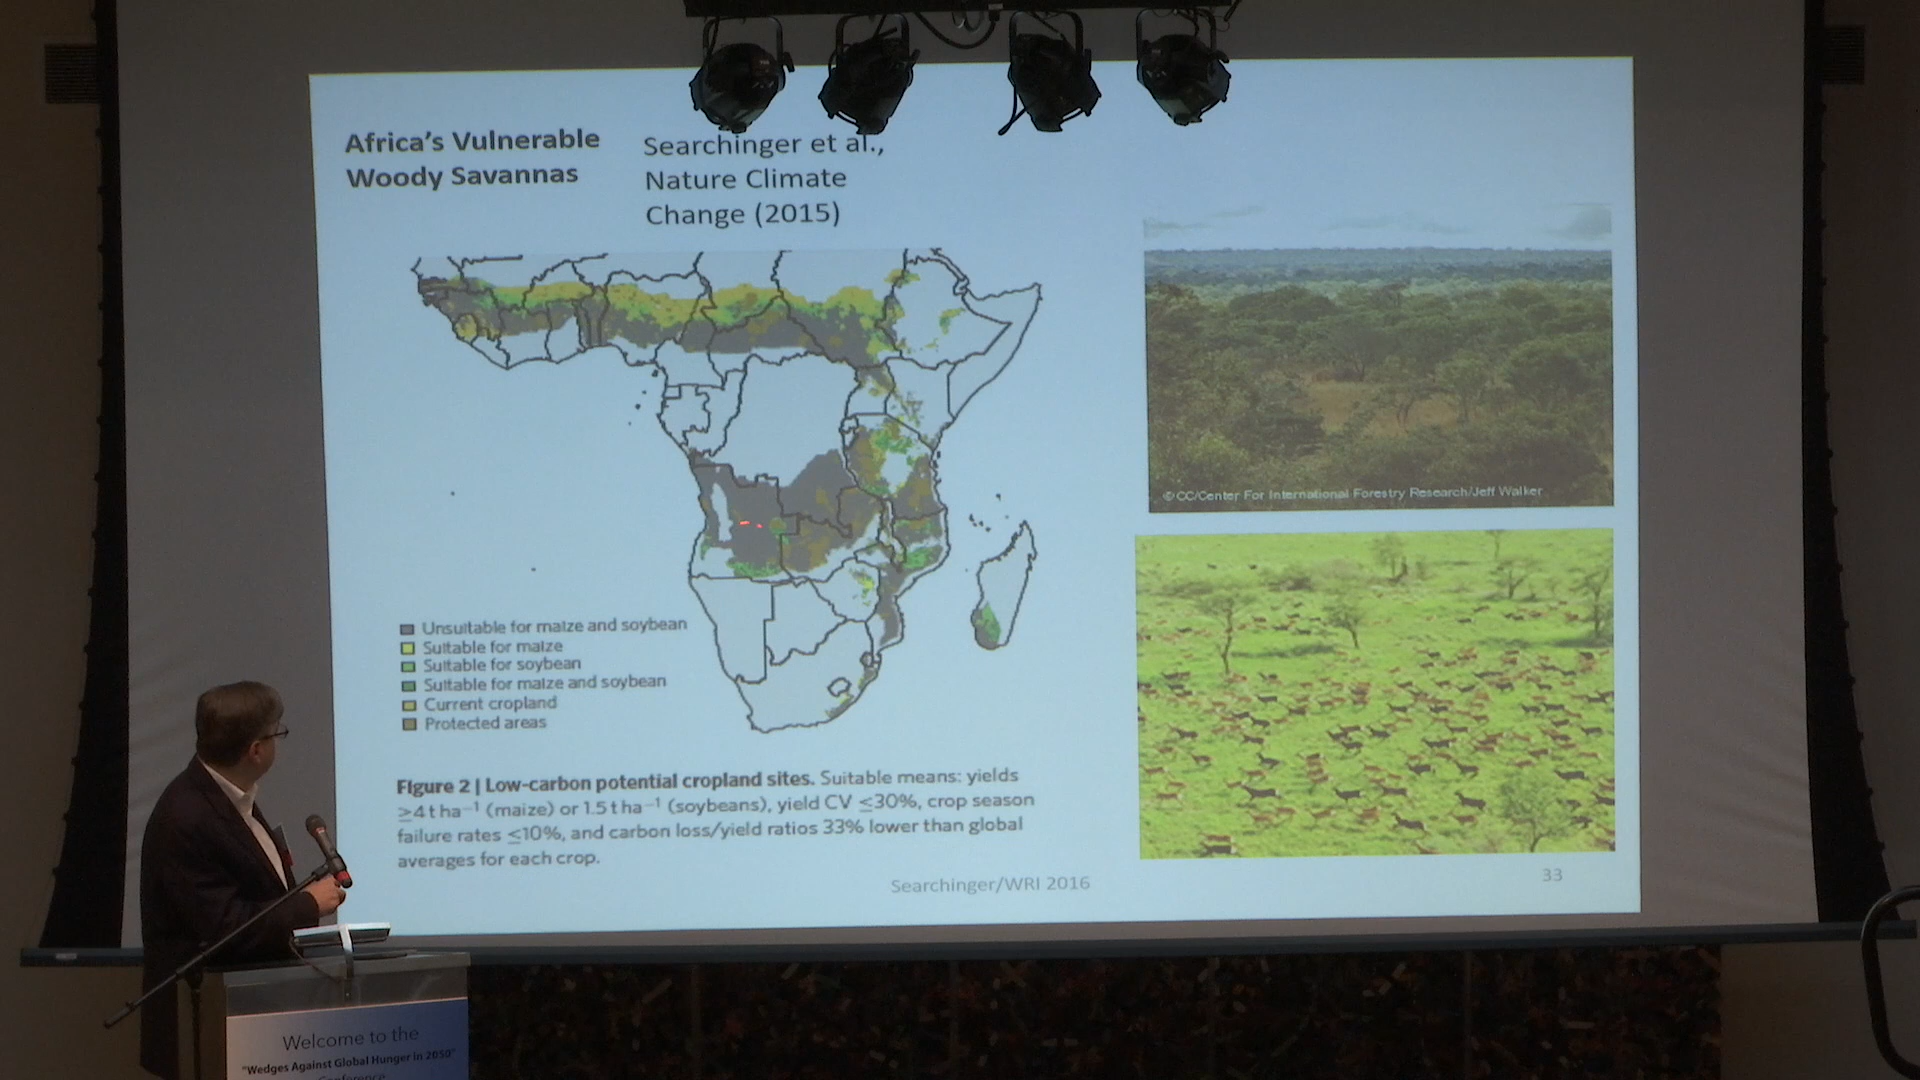 Africa's Vulnerable
Woody Savannas
Searchinger et al.,
Nature Climate
Change (2015)
© CC/Center For International Forestry Research/Jeff Walker
Unsuitable for maize and soybean
Suitable for maize
Suitable for soybean
Suitable for maize and soybean
Current cropland
Protected areas
Figure 2 | Low-carbon potential cropland sites. Suitable means: yields
≥4 t ha⁻¹ (maize) or 1.5 t ha⁻¹ (soybeans), yield CV ≤30%, crop season
failure rates ≤10%, and carbon loss/yield ratios 33% lower than global
averages for each crop.
Searchinger/WRI 2016
33
Welcome to the
"Wedges Against Global Hunger in 2050"
Conference